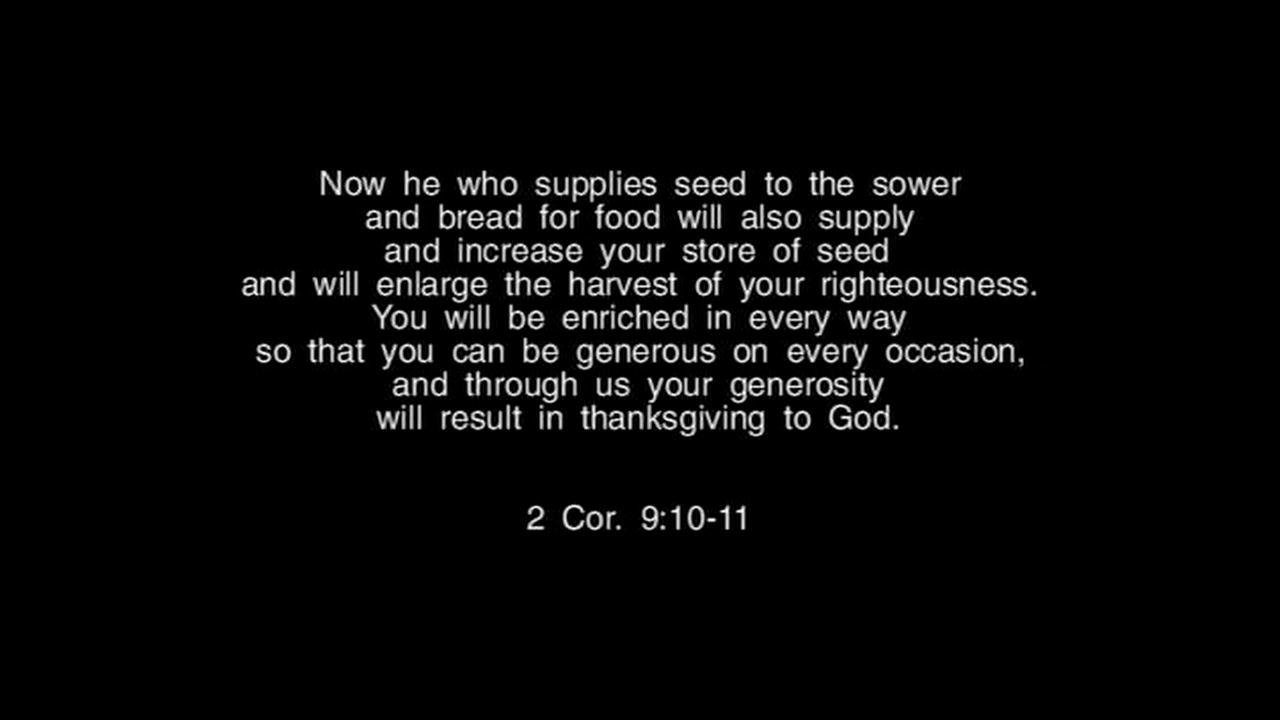 Now he who supplies seed to the sower
and bread for food will also supply
and increase your store of seed
and will enlarge the harvest of your righteousness.
You will be enriched in every way
so that you can be generous on every occasion,
and through us your generosity
will result in thanksgiving to God.
2 Cor. 9:10-11